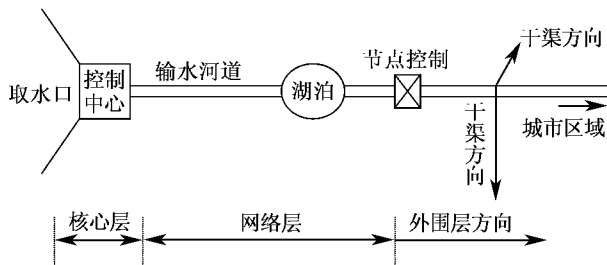 干渠方向
节点控制
输水河道
控制
中心
取水口
湖泊
干渠方向
城市区域
核心层
网络层
外围层方向